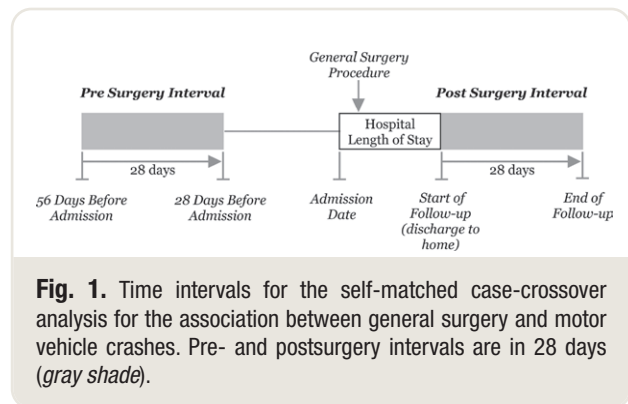 General Surgery
Procedure
Pre Surgery Interval
Post Surgery Interval
Hospital
Length of Stay
28 days
28 days
56 Days Before
Admission
28 Days Before
Admission
Admission
Date
Start of
Follow-up
(discharge to
home)
End of
Follow-up
Fig. 1. Time intervals for the self-matched case-crossover
analysis for the association between general surgery and motor
vehicle crashes. Pre- and postsurgery intervals are in 28 days
(gray shade).